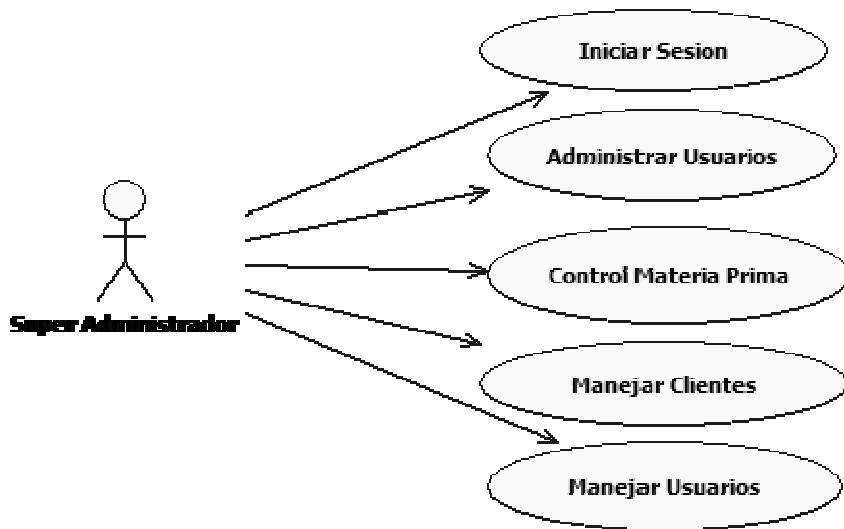 Iniciar Sesion
Administrar Usuarios
Control Materia Prima
Super Administrador
Manejar Clientes
Manejar Usuarios